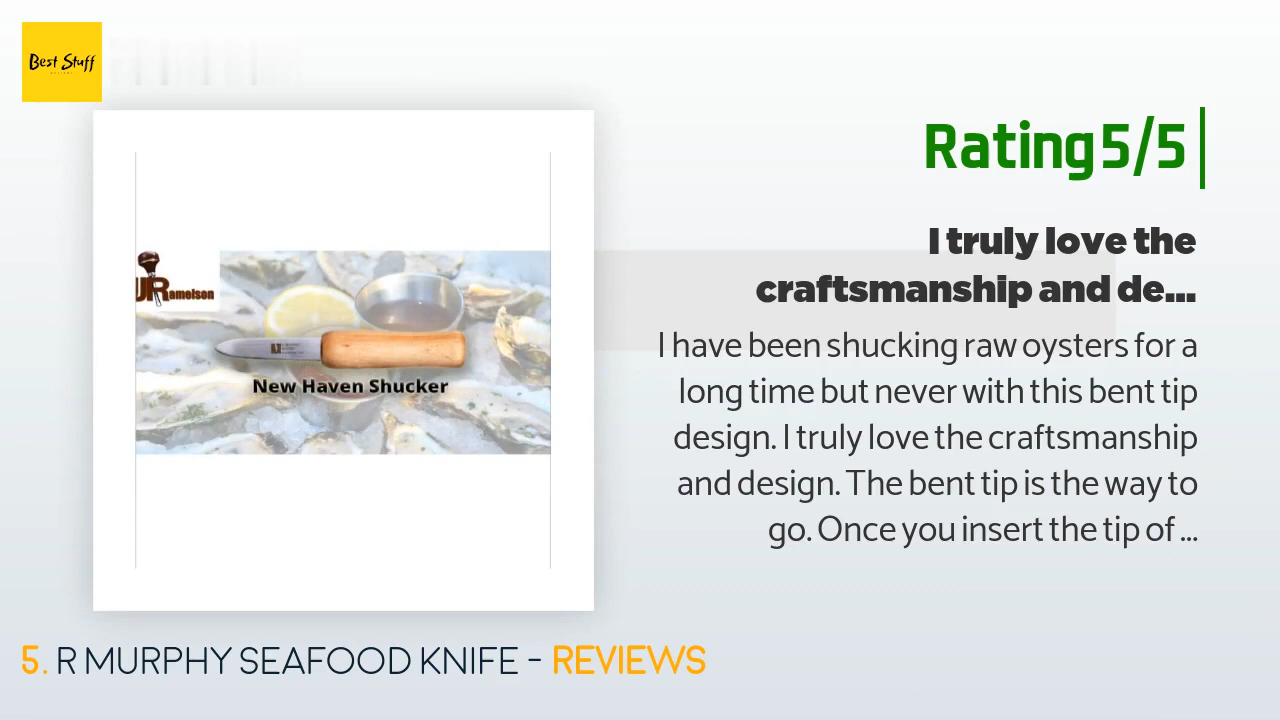 Best Stuff
Rating 5/5
I truly love the
craftsmanship and de...
I have been shucking raw oysters for a
long time but never with this bent tip
design. I truly love the craftsmanship
and design. The bent tip is the way to
go. Once you insert the tip of ...
UJRamelson
New Haven Shucker
5. R MURPHY SEAFOOD KNIFE - REVIEWS